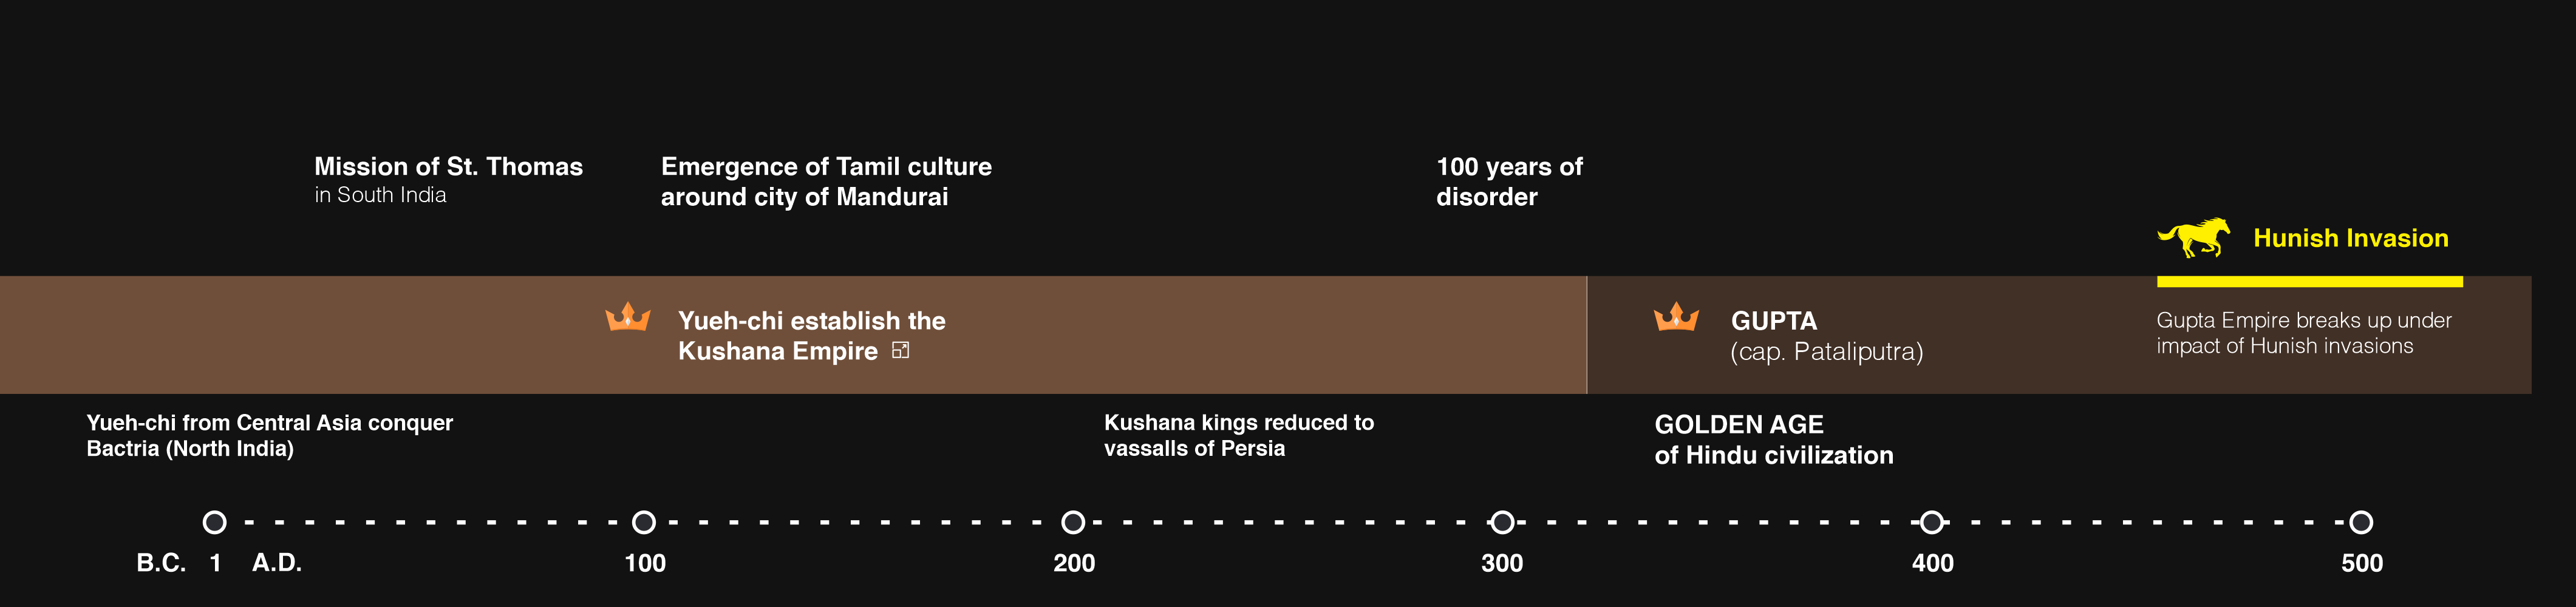 Mission of St. Thomas
in South India
Emergence of Tamil culture
around city of Mandurai
100 years of
disorder
Hunish Invasion
Yueh-chi establish the
Kushana Empire
GUPTA
(cap. Pataliputra)
Gupta Empire breaks up under
impact of Hunish invasions
Yueh-chi from Central Asia conquer
Bactria (North India)
Kushana kings reduced to
vassalls of Persia
GOLDEN AGE
of Hindu civilization
B.C. 1 A.D. 100 200 300 400 500